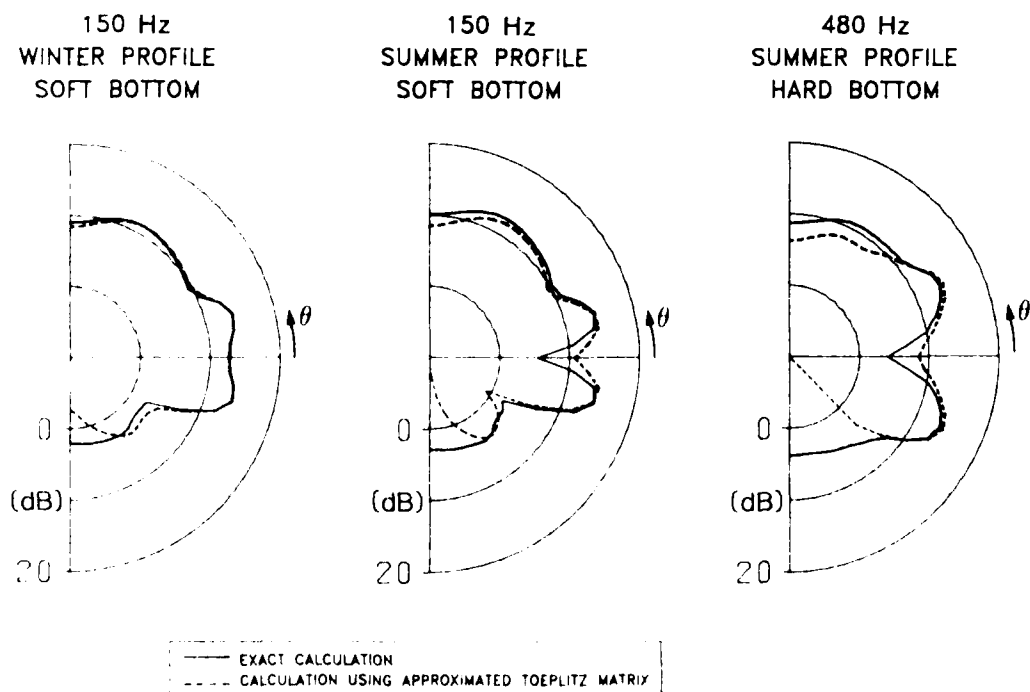 150 Hz
WINTER PROFILE
SOFT BOTTOM
150 Hz
SUMMER PROFILE
SOFT BOTTOM
480 Hz
SUMMER PROFILE
HARD BOTTOM
θ
θ
θ
0
(dB)
20
0
(dB)
20
0
(dB)
20
EXACT CALCULATION
CALCULATION USING APPROXIMATED TOEPLITZ MATRIX